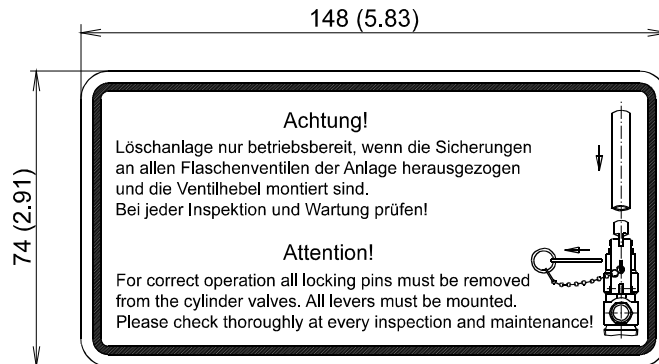 148 (5.83)
74 (2.91)
Achtung!
Löschanlage nur betriebsbereit, wenn die Sicherungen
an allen Flaschenventilen der Anlage herausgezogen
und die Ventilhebel montiert sind.
Bei jeder Inspektion und Wartung prüfen!
Attention!
For correct operation all locking pins must be removed
from the cylinder valves. All levers must be mounted.
Please check thoroughly at every inspection and maintenance!